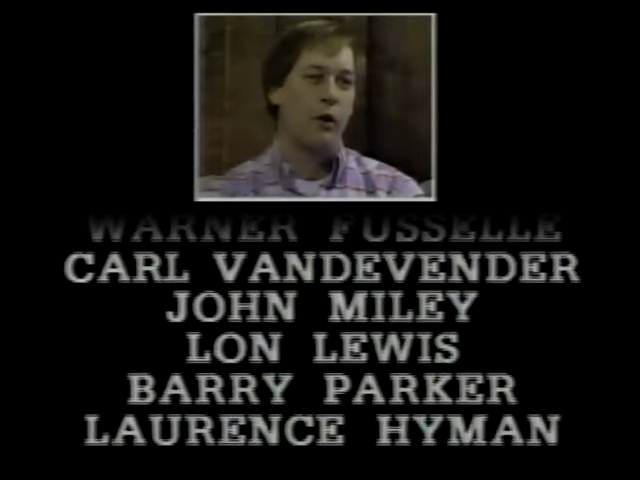 WARNER FUSSELLE
CARL VANDEVENDER
JOHN MILEY
LON LEWIS
BARRY PARKER
LAURENCE HYMAN